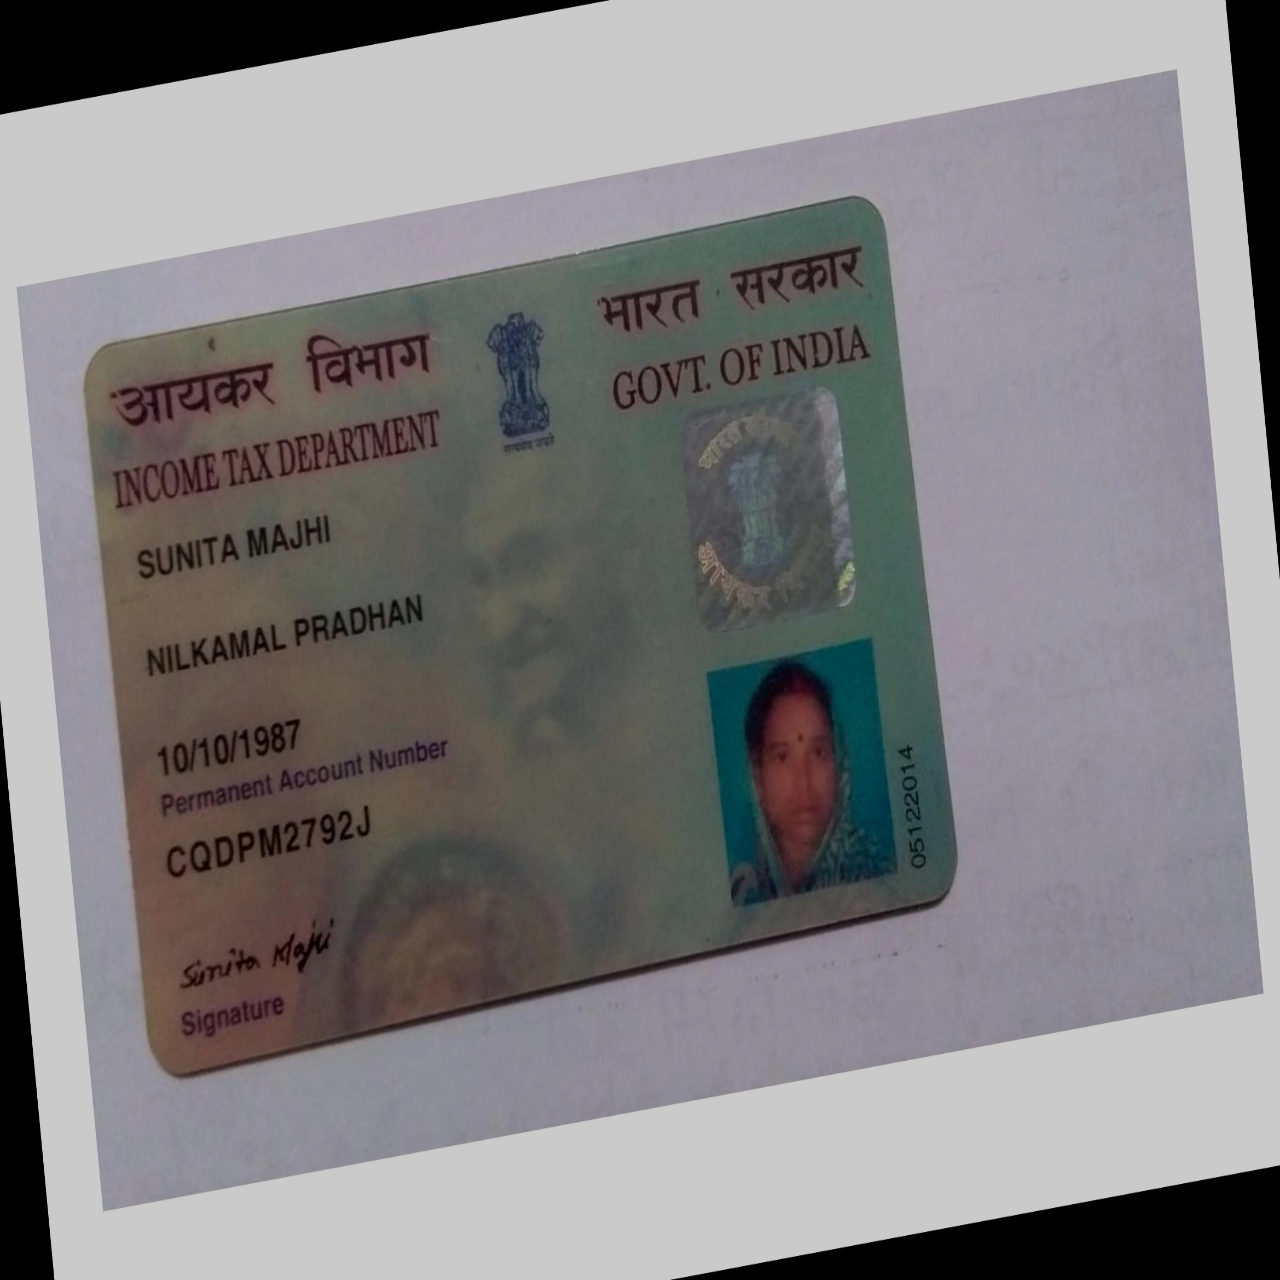 आयकर विभाग
INCOME TAX DEPARTMENT
सत्यमेव जयते
भारत सरकार
GOVT. OF INDIA
भारत
SUNITA MAJHI
NILKAMAL PRADHAN
10/10/1987
Permanent Account Number
CQDPM2792J
Sunita Majhi
Signature
05122014